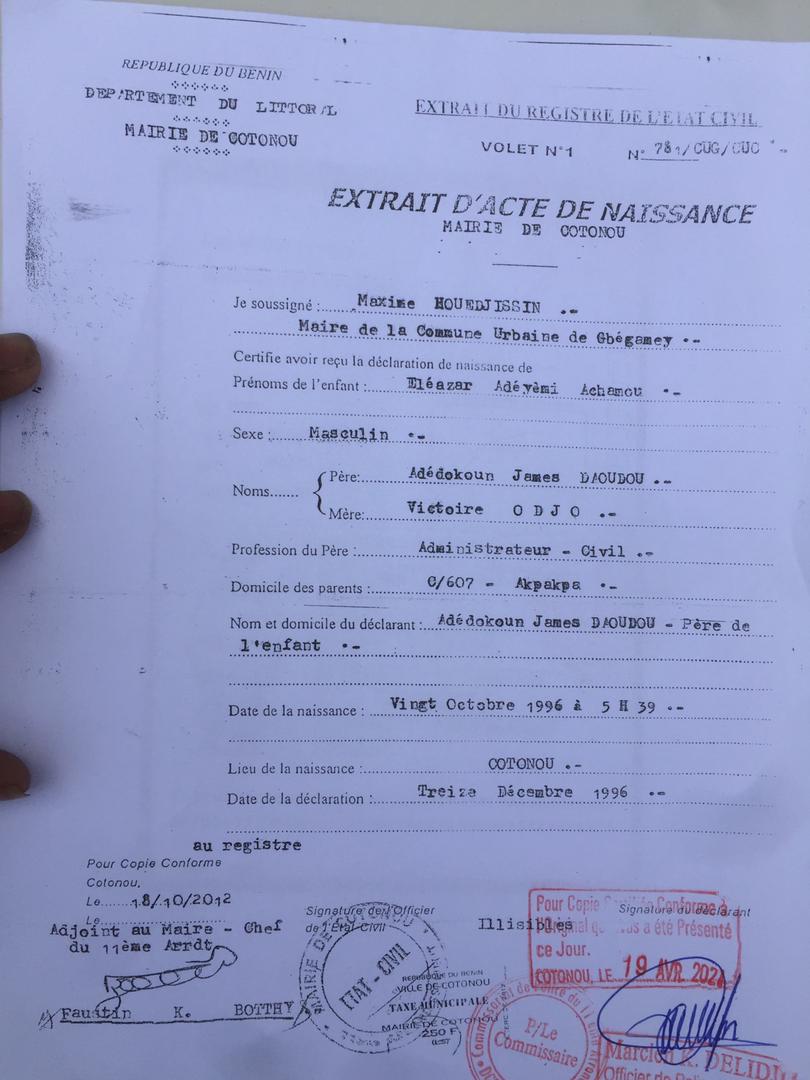 REPUBLIQUE DU BENIN
DEPARTEMENT DU LITTORAL
MAIRIE DE COTONOU
EXTRAIT DU REGISTRE DE L'ETAT CIVIL
VOLET N°1 N° 781/CUG/CUC
EXTRAIT D'ACTE DE NAISSANCE
MAIRIE DE COTONOU
Je soussigné : Maxime HOUEDJISSIN .-
Maire de la Commune Urbaine de Gbégamey .-
Certifie avoir reçu la déclaration de naissance de
Prénoms de l'enfant : Eléazar Adéyèmi Achamou .-
Sexe : Masculin .-
Noms....... Père: Adédokoun James DAOUDOU .-
Mère: Victoire O D J O .-
Profession du Père : Administrateur - Civil .-
Domicile des parents : C/607 - Akpakpa .-
Nom et domicile du déclarant : Adédokoun James DAOUDOU - Père de
l'enfant .-
Date de la naissance : Vingt Octobre 1996 à 5 H 39 .-
Lieu de la naissance : COTONOU .-
Date de la déclaration : Treize Décembre 1996 .-
au registre
Pour Copie Conforme
Cotonou,
Le 18/10/2012
Le
Adjoint au Maire - Chef
du 11ème Arrdt
Faustin K. BOTTHY
Signature de l'Officier
de l'Etat-Civil
Illisibles
Signature du déclarant
MAIRIE DE COTONOU
ETAT-CIVIL
REPUBLIQUE DU BENIN
VILLE DE COTONOU
TAXE MUNICIPALE
MAIRIE DE COTONOU
250 F
Pour Copie Conforme à
l'Original qui nous a été Présenté
ce Jour.
COTONOU, LE 19 AVR. 202
Commissariat de
P/Le
Commissaire
Marcion K. DELIDJI
Officier de